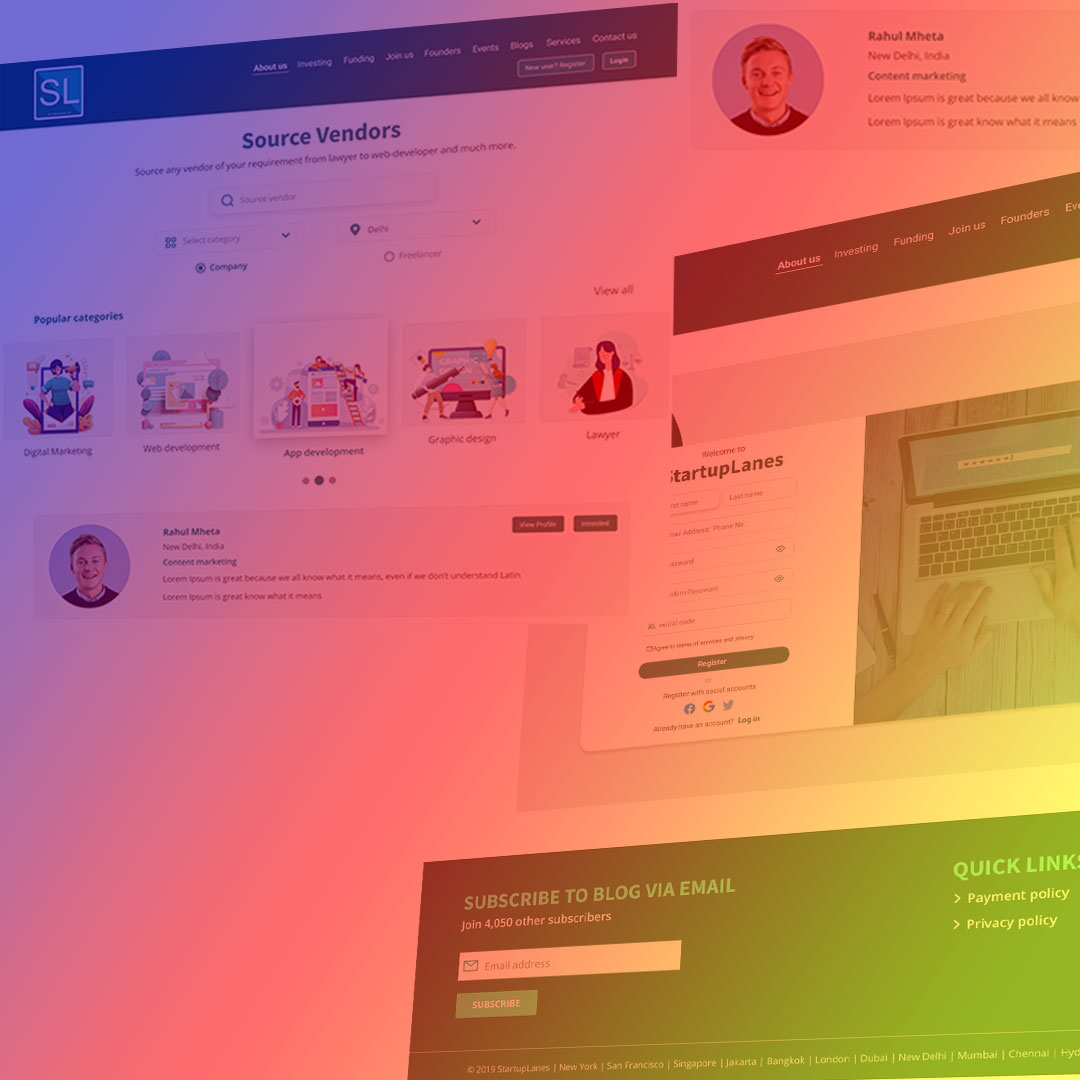 SL
About us Investing Funding Join us Founders Events Blogs Services Contact us
New user? Register Login
Source Vendors
Source any vendor of your requirement from lawyer to web-developer and much more.
Source vendor
Select category Delhi
Company Freelancer
View all
Popular categories
GRAPHIC
Digital Marketing Web development App development Graphic design Lawyer
Rahul Mheta
New Delhi, India
Content marketing
Lorem Ipsum is great because we all know what it means, even if we don't understand Latin
Lorem Ipsum is great know what it means
View Profile Intrested
Rahul Mheta
New Delhi, India
Content marketing
Lorem Ipsum is great because we all know
Lorem Ipsum is great know what it means
About us Investing Funding Join us Founders Eve
Welcome to
StartupLanes
rst name Last name
Address/ Phone No.
ssword
nfirm Password
Invitat code
Agree to terms of services and privacy
Register
or
Register with social accounts
Already have an account? Log in
SUBSCRIBE TO BLOG VIA EMAIL
Join 4,050 other subscribers
Email address
SUBSCRIBE
QUICK LINKS
Payment policy
Privacy policy
© 2019 StartupLanes | New York | San Francisco | Singapore | Jakarta | Bangkok | London | Dubai | New Delhi | Mumbai | Chennai | Hyd